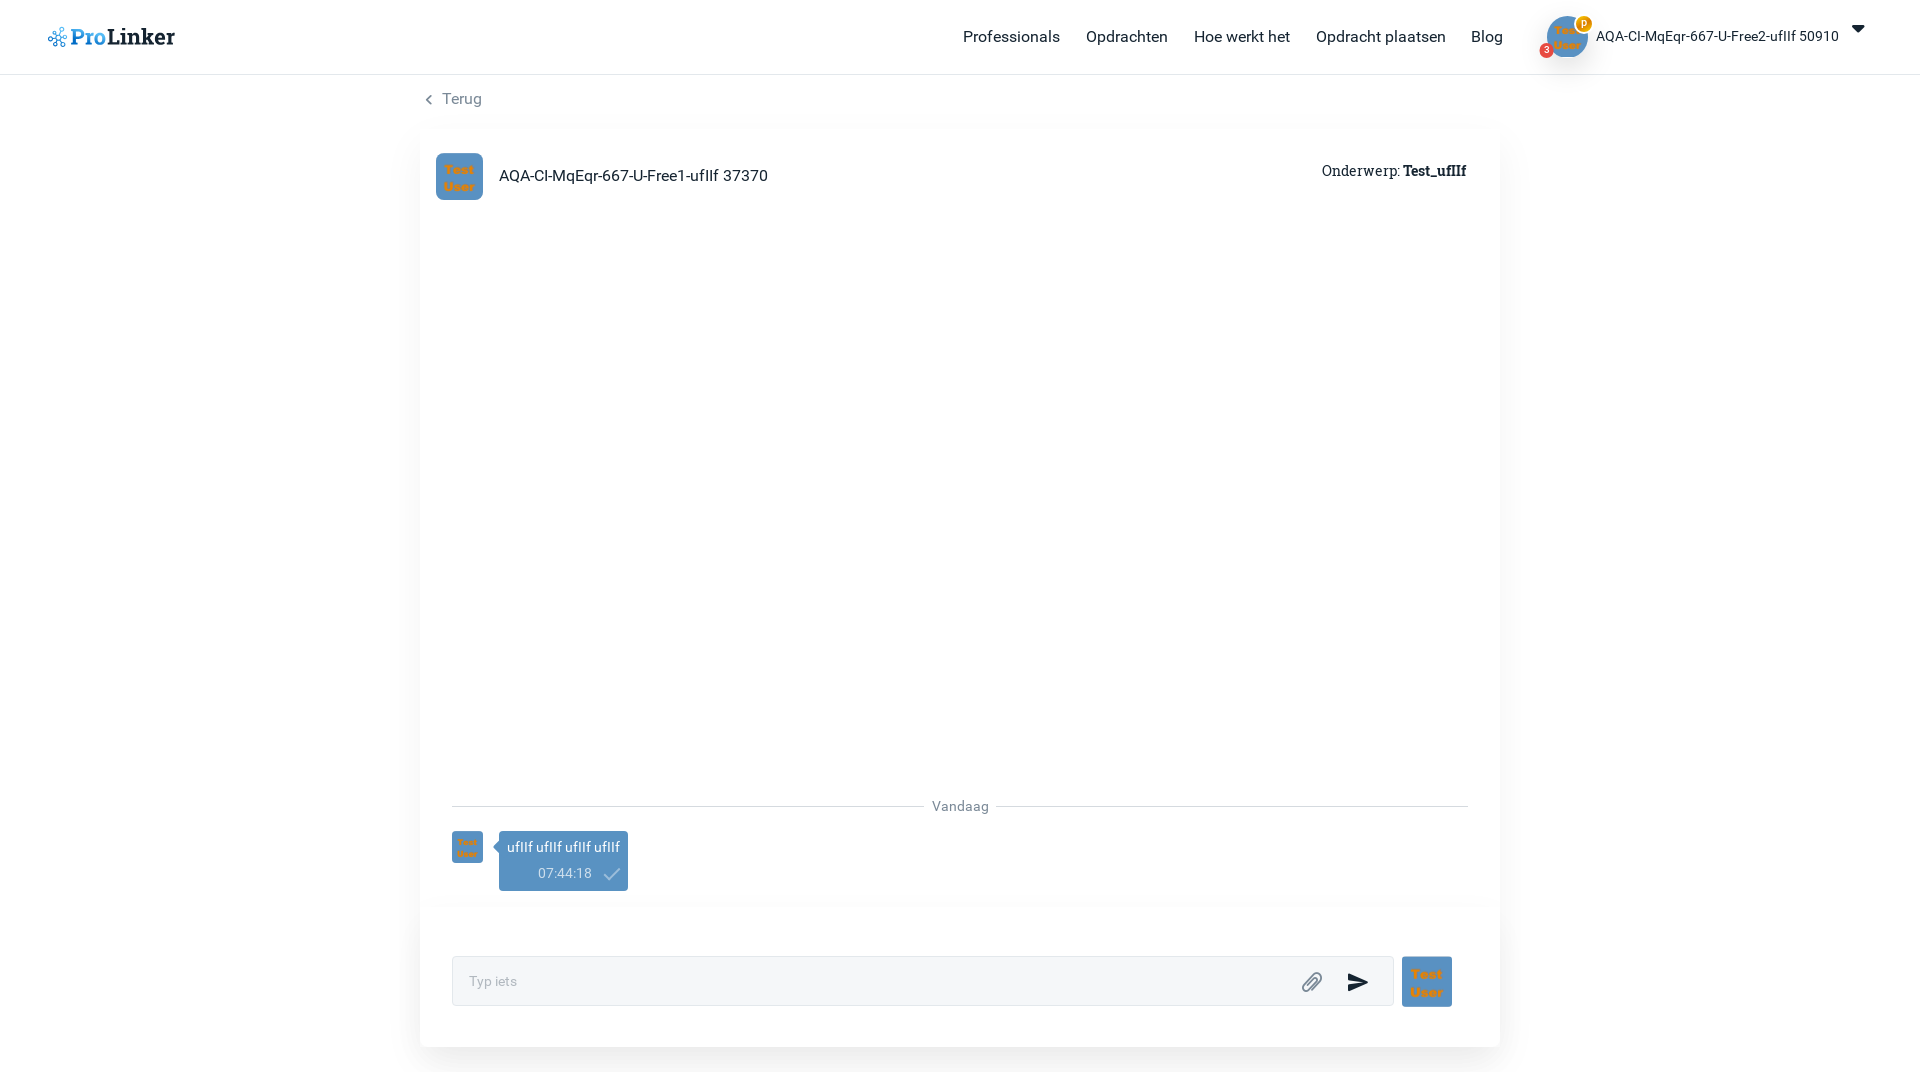 ProLinker
Professionals
Opdrachten
Hoe werkt het
Opdracht plaatsen
Blog
Test User
p
3
AQA-CI-MqEqr-667-U-Free2-ufIIf 50910
Terug
Test
User
AQA-CI-MqEqr-667-U-Free1-ufIIf 37370
Onderwerp: Test_ufIIf
Vandaag
Test
User
ufIIf ufIIf ufIIf ufIIf
07:44:18
Typ iets
Test
User